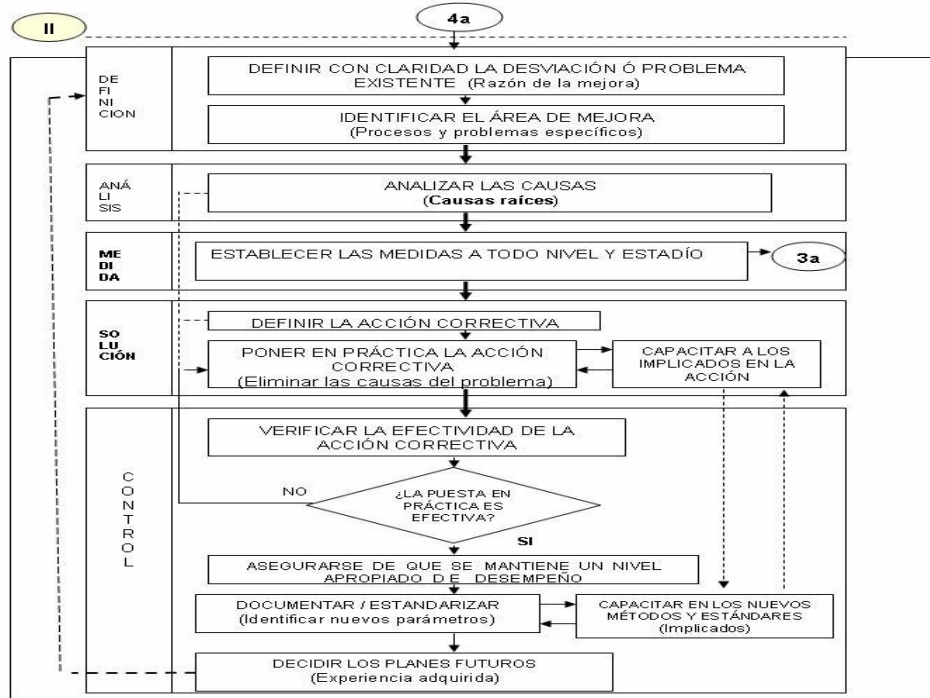 II
4a
DE
FI
NI
CION
DEFINIR CON CLARIDAD LA DESVIACIÓN Ó PROBLEMA
EXISTENTE (Razón de la mejora)
IDENTIFICAR EL ÁREA DE MEJORA
(Procesos y problemas específicos)
ANÁ
LI
SIS
ANALIZAR LAS CAUSAS
(Causas raíces)
ME
DI
DA
ESTABLECER LAS MEDIDAS A TODO NIVEL Y ESTADÍO
3a
SO
LU
CIÓN
DEFINIR LA ACCIÓN CORRECTIVA
PONER EN PRÁCTICA LA ACCIÓN
CORRECTIVA
(Eliminar las causas del problema)
CAPACITAR A LOS
IMPLICADOS EN LA
ACCIÓN
C
O
N
T
R
O
L
VERIFICAR LA EFECTIVIDAD DE LA
ACCIÓN CORRECTIVA
NO
¿LA PUESTA EN
PRÁCTICA ES
EFECTIVA?
SI
ASEGURARSE DE QUE SE MANTIENE UN NIVEL
APROPIADO D E DESEMPEÑO
DOCUMENTAR / ESTANDARIZAR
(Identificar nuevos parámetros)
CAPACITAR EN LOS NUEVOS
MÉTODOS Y ESTÁNDARES
(Implicados)
DECIDIR LOS PLANES FUTUROS
(Experiencia adquirida)